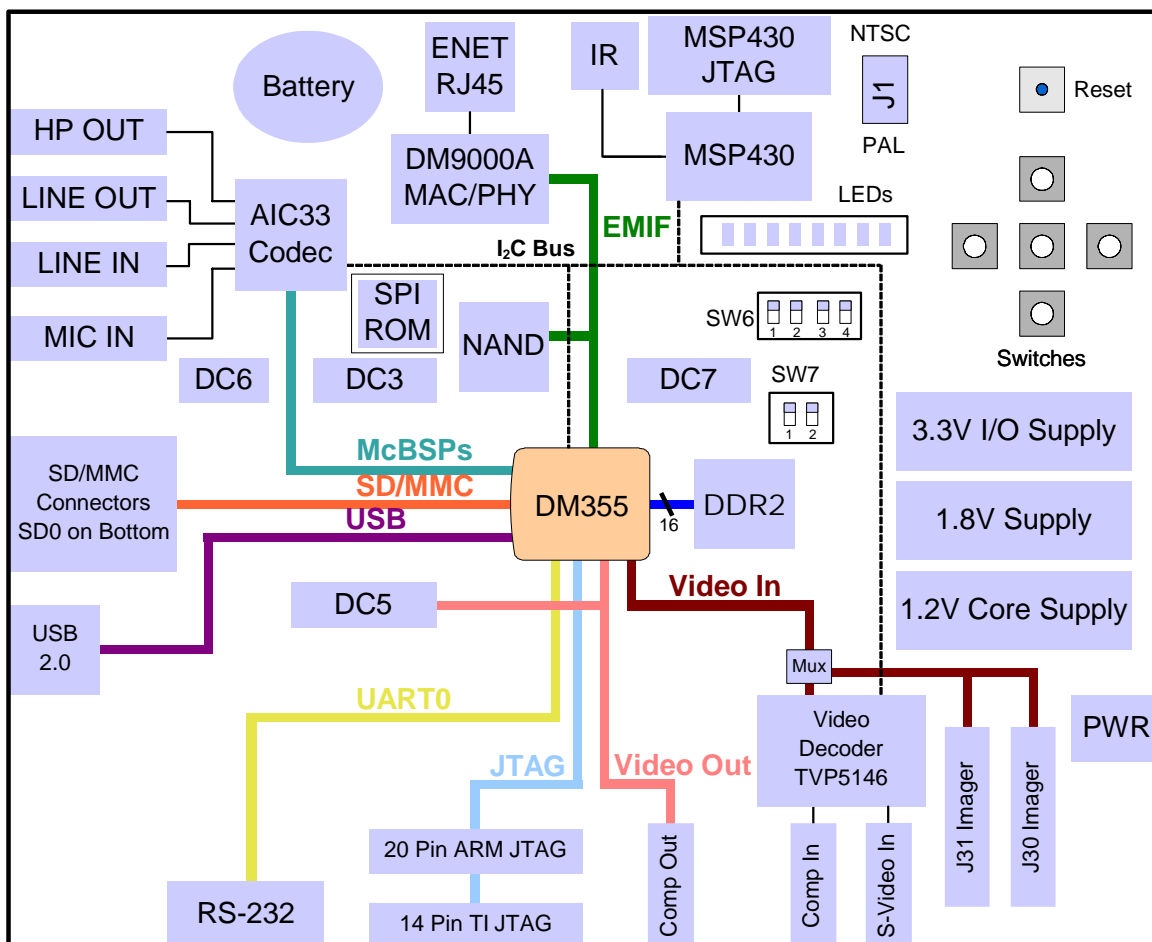 Battery
ENET
RJ45
IR
MSP430
JTAG
NTSC
J1
PAL
Reset
HP OUT
LINE OUT
LINE IN
MIC IN
AIC33
Codec
DM9000A
MAC/PHY
MSP430
LEDs
EMIF
I2C Bus
SPI
ROM
NAND
SW6
1 2 3 4
Switches
DC6
DC3
DC7
SW7
1 2
3.3V I/O Supply
1.8V Supply
1.2V Core Supply
McBSPs
SD/MMC
USB
SD/MMC
Connectors
SD0 on Bottom
DM355
16
DDR2
USB
2.0
DC5
Video In
Mux
UART0
JTAG
Video Out
Video
Decoder
TVP5146
PWR
J31 Imager
J30 Imager
20 Pin ARM JTAG
14 Pin TI JTAG
RS-232
Comp Out
Comp In
S-Video In